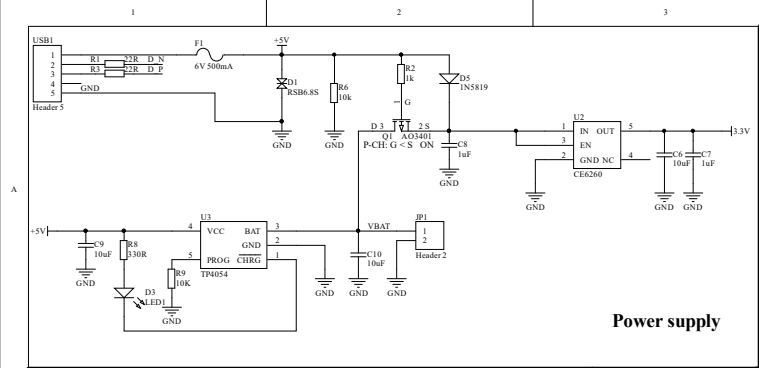 1 2 3
A
USB1
1
2
3
4
5
Header 5
R1 22R D_N
R3 22R D_P
GND
F1
6V 500mA
+5V
D1
RSB6.8S
GND
R6
10k
GND
R2
1k
1 G
D5
1N5819
D 3 2 S
Q1 AO3401
P-CH: G < S ON
C8
1uF
GND
U2
1 IN OUT 5
3 EN
2 GND NC 4
CE6260
GND
C6
10uF
GND
C7
1uF
GND
3.3V
+5V
C9
10uF
GND
R8
330R
D3
LED1
U3
4 VCC BAT 3
GND 2
5 PROG CHRG 1
TP4054
R9
10K
GND
GND
VBAT
C10
10uF
GND
JP1
1
2
Header 2
GND
Power supply